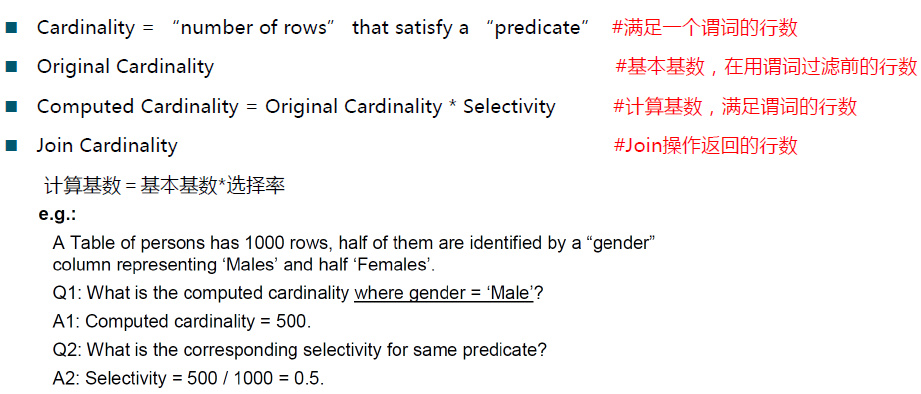 Cardinality = “number of rows” that satisfy a “predicate” #满足一个谓词的行数
Original Cardinality #基本基数，在用谓词过滤前的行数
Computed Cardinality = Original Cardinality * Selectivity #计算基数，满足谓词的行数
Join Cardinality #Join操作返回的行数
计算基数＝基本基数*选择率
e.g.:
A Table of persons has 1000 rows, half of them are identified by a “gender”
column representing ‘Males’ and half ‘Females’.
Q1: What is the computed cardinality where gender = ‘Male’?
A1: Computed cardinality = 500.
Q2: What is the corresponding selectivity for same predicate?
A2: Selectivity = 500 / 1000 = 0.5.